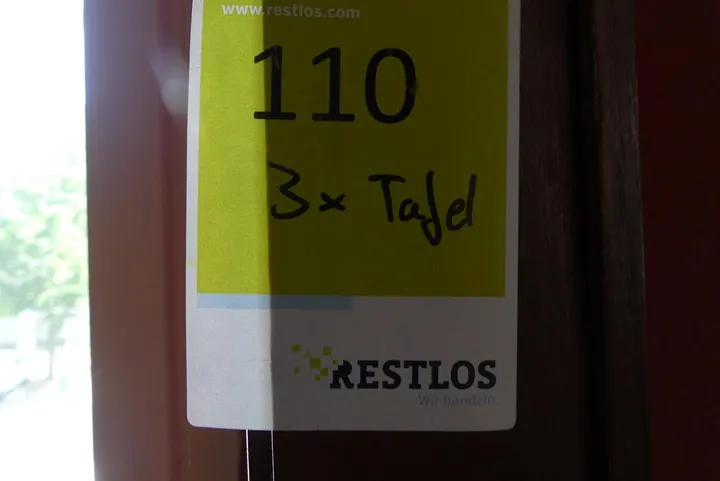 www.restlos.com
110
3x Tafel
RESTLOS
Wir handeln.